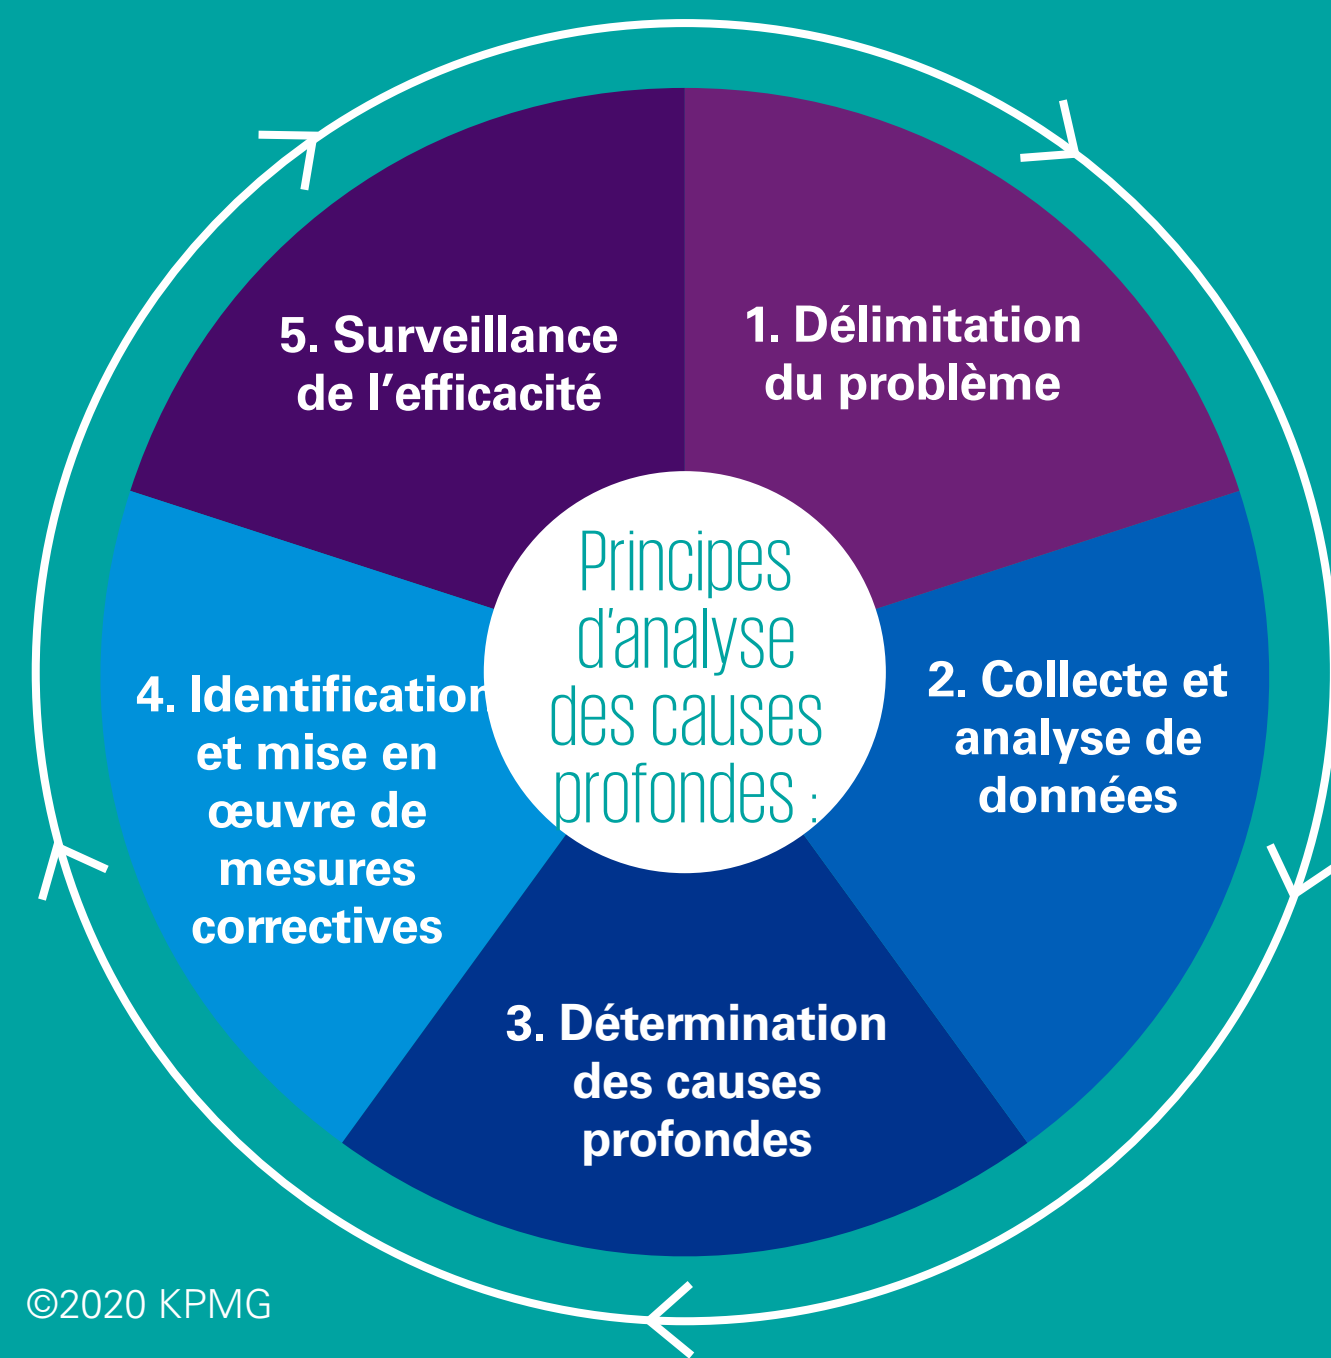 Principes
d'analyse
des causes
profondes :
1. Délimitation
du problème
2. Collecte et
analyse de
données
3. Détermination
des causes
profondes
4. Identification
et mise en
œuvre de
mesures
correctives
5. Surveillance
de l'efficacité
©2020 KPMG